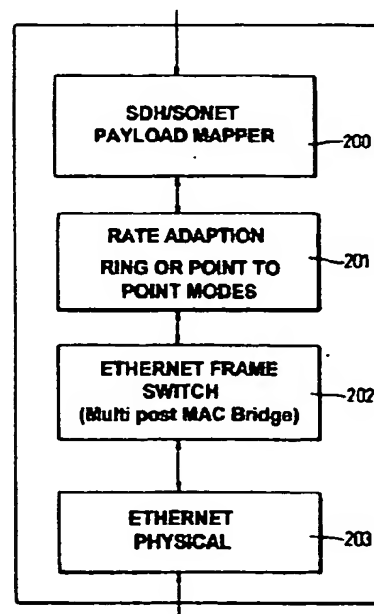 SDH/SONET
PAYLOAD MAPPER
200
RATE ADAPTION
RING OR POINT TO
POINT MODES
201
ETHERNET FRAME
SWITCH
(Multi post MAC Bridge)
202
ETHERNET
PHYSICAL
203